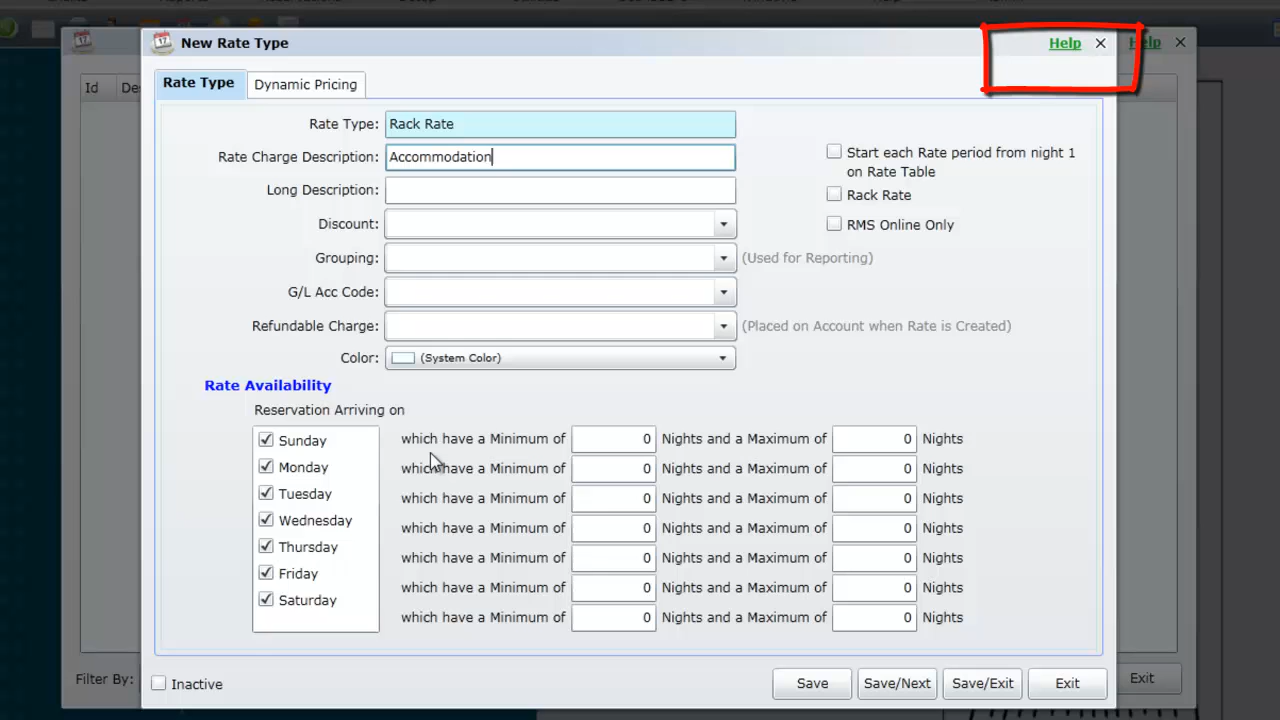 New Rate Type
Help
Help
Id
Rate Type
Dynamic Pricing
Rate Type: Rack Rate
Rate Charge Description: Accommodation
Start each Rate period from night 1
on Rate Table
Long Description:
Rack Rate
Discount:
RMS Online Only
Grouping:
(Used for Reporting)
G/L Acc Code:
Refundable Charge:
(Placed on Account when Rate is Created)
Color: (System Color)
Rate Availability
Reservation Arriving on
Sunday which have a Minimum of 0 Nights and a Maximum of 0 Nights
Monday which have a Minimum of 0 Nights and a Maximum of 0 Nights
Tuesday which have a Minimum of 0 Nights and a Maximum of 0 Nights
Wednesday which have a Minimum of 0 Nights and a Maximum of 0 Nights
Thursday which have a Minimum of 0 Nights and a Maximum of 0 Nights
Friday which have a Minimum of 0 Nights and a Maximum of 0 Nights
Saturday which have a Minimum of 0 Nights and a Maximum of 0 Nights
Filter By:
Inactive
Save
Save/Next
Save/Exit
Exit
Exit